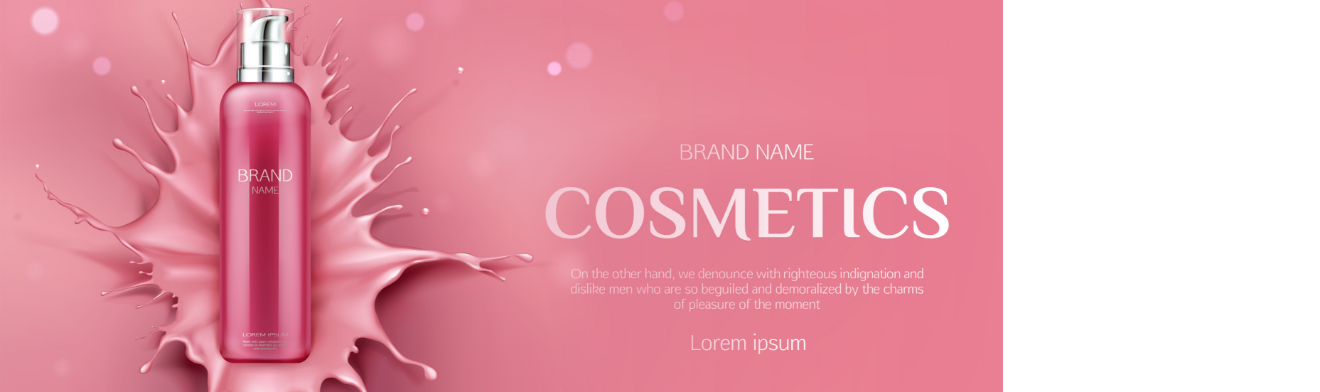 LOREM
BRAND
NAME
LOREM IPSUM
BRAND NAME
COSMETICS
On the other hand, we denounce with righteous indignation and
dislike men who are so beguiled and demoralized by the charms
of pleasure of the moment
Lorem ipsum